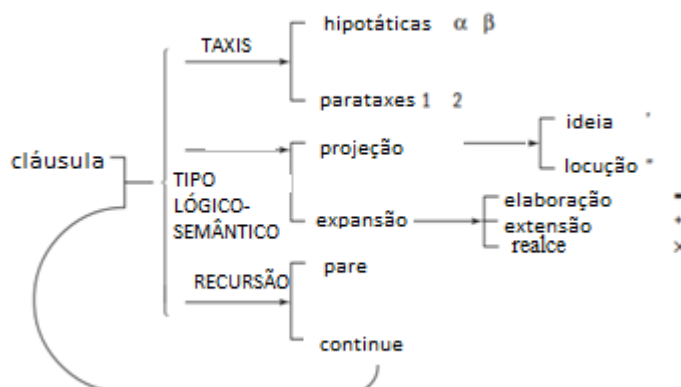 hipotáticas α β
TAXIS
parataxes 1 2
ideia '
projeção
locução "
cláusula
TIPO
LÓGICO-
SEMÂNTICO
elaboração =
expansão
extensão +
realce ×
pare
RECURSÃO
continue